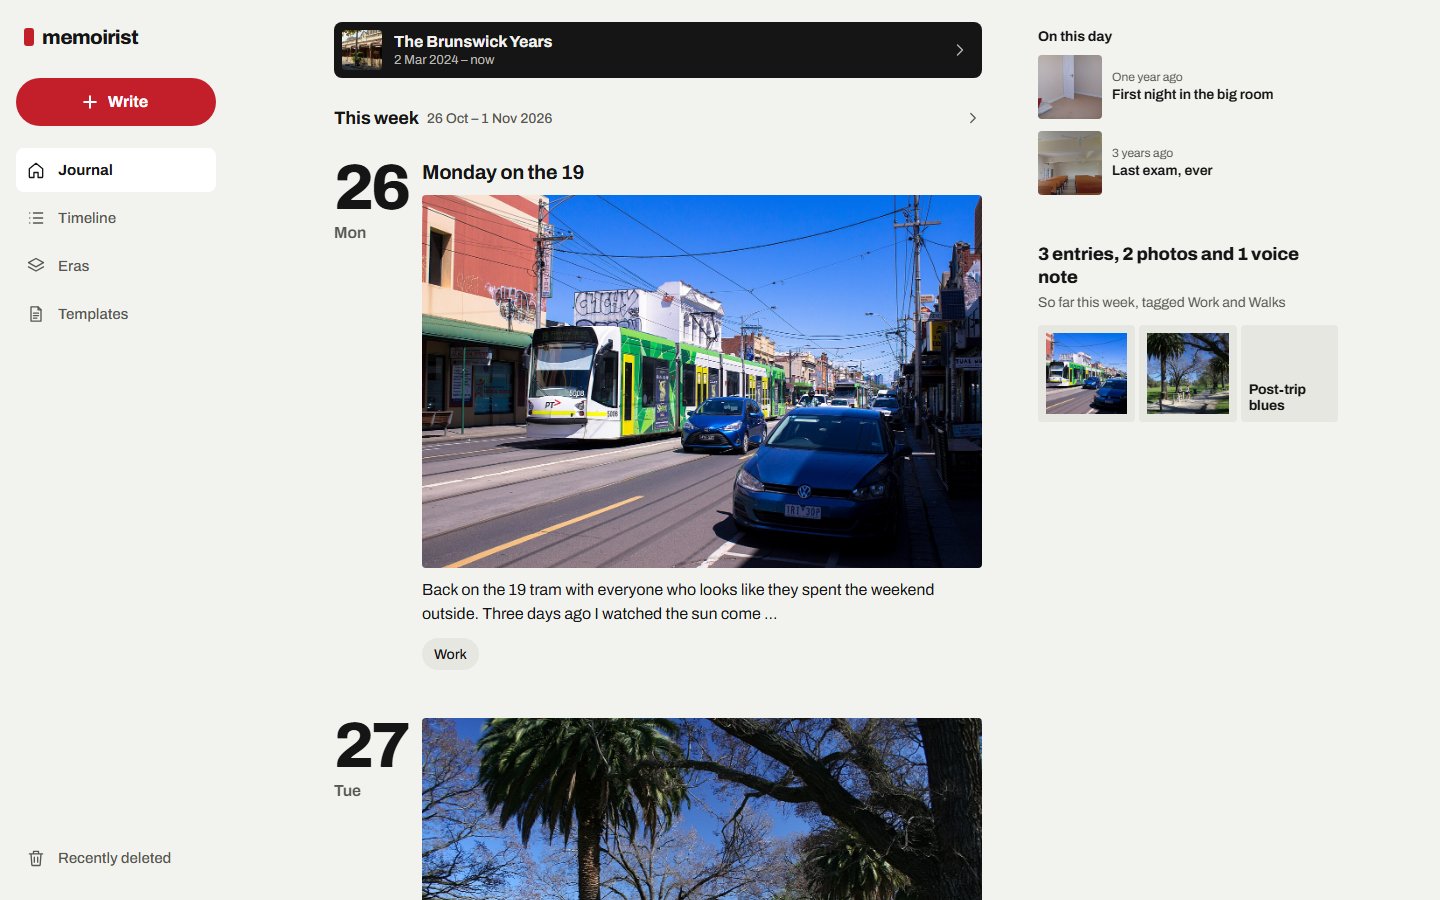 memoirist
Write
Journal
Timeline
Eras
Templates
Recently deleted
The Brunswick Years
2 Mar 2024 – now
This week 26 Oct – 1 Nov 2026
26
Mon
Monday on the 19
PT>
5008
Back on the 19 tram with everyone who looks like they spent the weekend
outside. Three days ago I watched the sun come ...
Work
27
Tue
On this day
One year ago
First night in the big room
3 years ago
Last exam, ever
3 entries, 2 photos and 1 voice
note
So far this week, tagged Work and Walks
Post-trip
blues